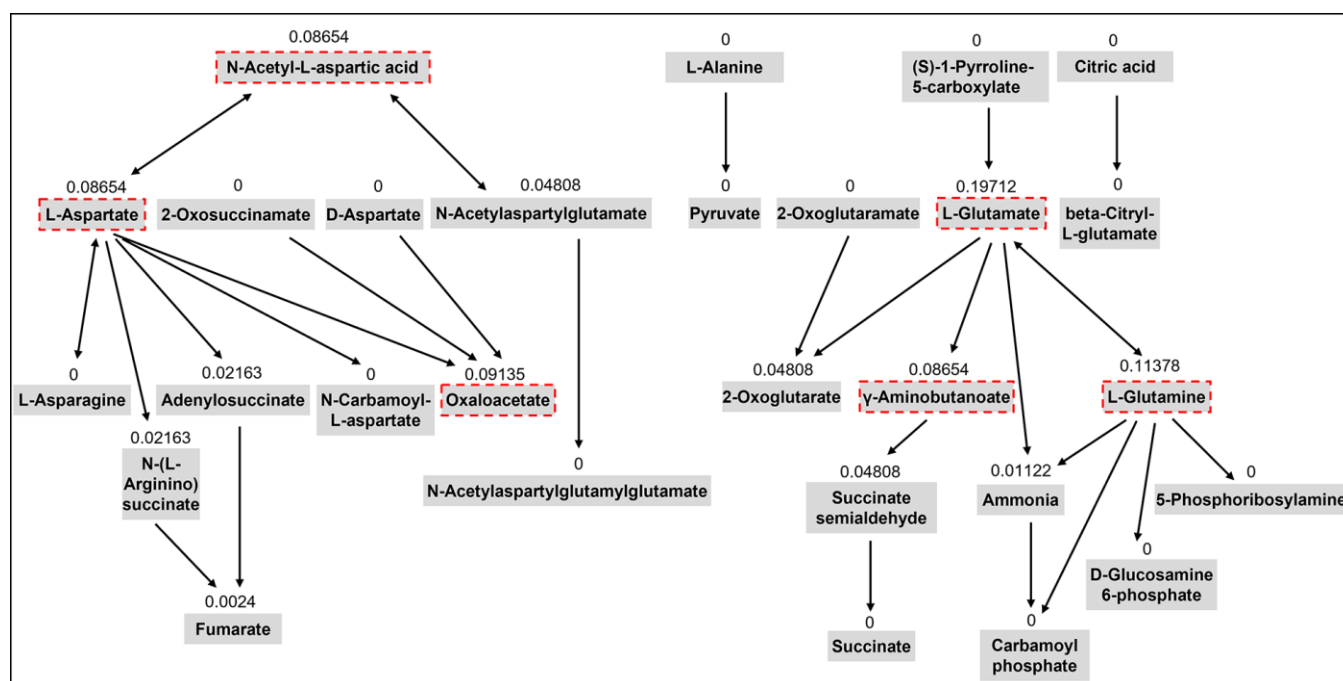 0.08654
N-Acetyl-L-aspartic acid
0
L-Alanine
0
(S)-1-Pyrroline-
5-carboxylate
0
Citric acid
0.08654
L-Aspartate
0
2-Oxosuccinamate
0
D-Aspartate
0.04808
N-Acetylaspartylglutamate
0
Pyruvate
0
2-Oxoglutaramate
0.19712
L-Glutamate
0
beta-Citryl-
L-glutamate
0
L-Asparagine
0.02163
Adenylosuccinate
0
N-Carbamoyl-
L-aspartate
0.09135
Oxaloacetate
0.04808
2-Oxoglutarate
0.08654
γ-Aminobutanoate
0.11378
L-Glutamine
0.02163
N-(L-
Arginino)
succinate
0
N-Acetylaspartylglutamylglutamate
0.04808
Succinate
semialdehyde
0.01122
Ammonia
0
5-Phosphoribosylamine
0
D-Glucosamine
6-phosphate
0.0024
Fumarate
0
Succinate
0
Carbamoyl
phosphate